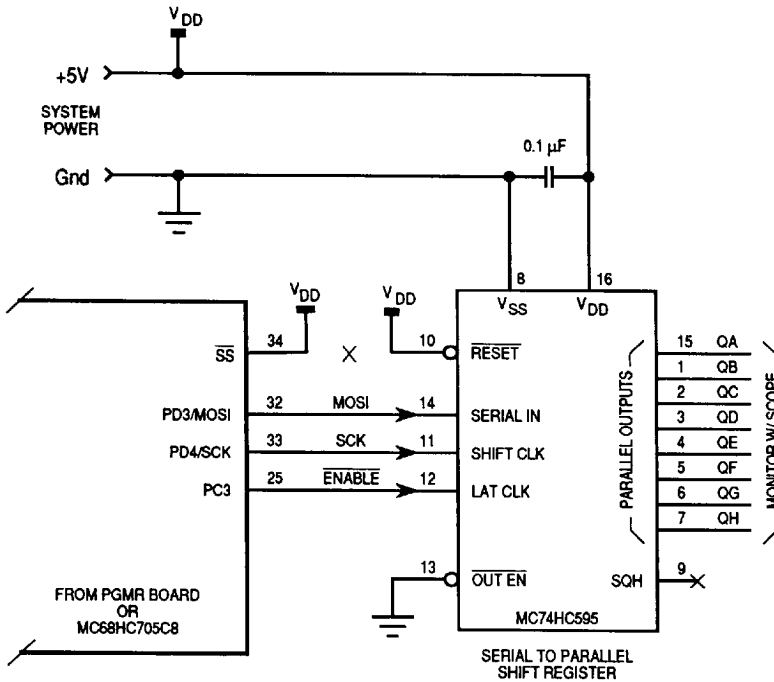 VDD
+5V
SYSTEM
POWER
0.1 µF
Gnd
8 16
VSS VDD
VDD
VDD
SS 34
10 RESET
PD3/MOSI 32 MOSI 14 SERIAL IN
PD4/SCK 33 SCK 11 SHIFT CLK
PC3 25 ENABLE 12 LAT CLK
13 OUT EN
FROM PGMR BOARD
OR
MC68HC705C8
PARALLEL OUTPUTS
15 QA
1 QB
2 QC
3 QD
4 QE
5 QF
6 QG
7 QH
MONITOR W/ SCOPE
SQH 9
MC74HC595
SERIAL TO PARALLEL
SHIFT REGISTER